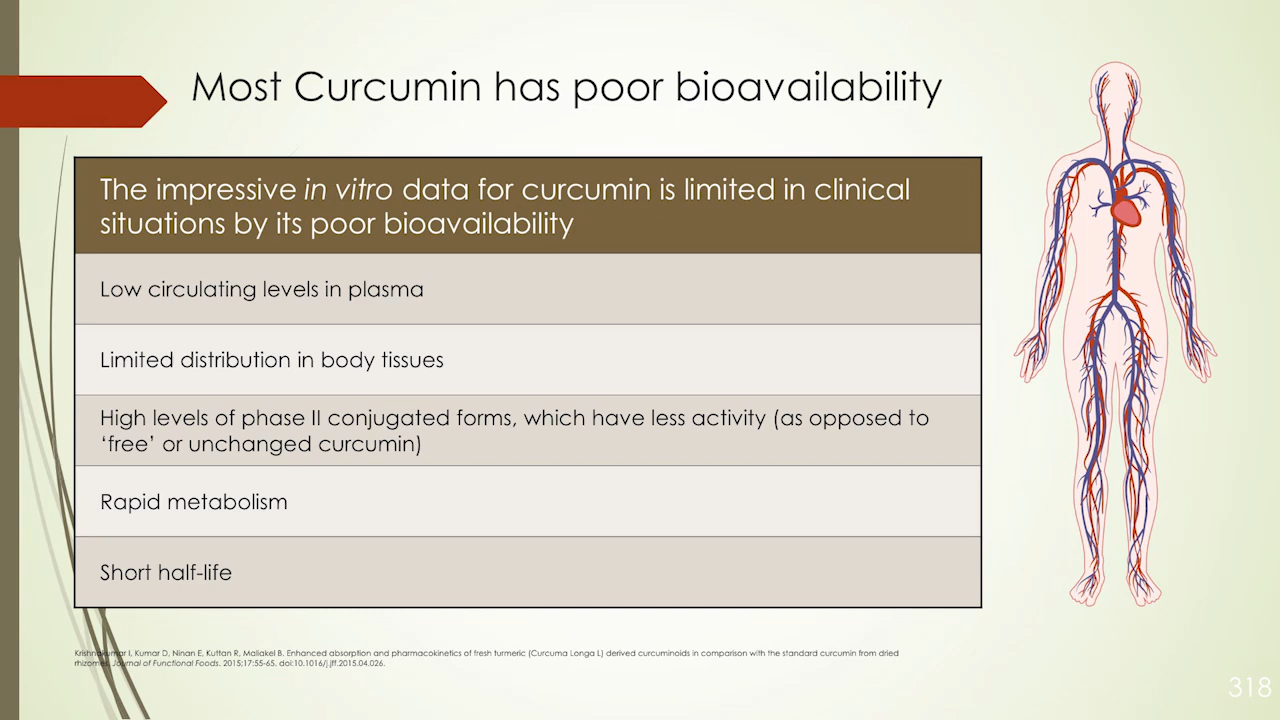 Most Curcumin has poor bioavailability
The impressive in vitro data for curcumin is limited in clinical
situations by its poor bioavailability
Low circulating levels in plasma
Limited distribution in body tissues
High levels of phase II conjugated forms, which have less activity (as opposed to
‘free’ or unchanged curcumin)
Rapid metabolism
Short half-life
Krishnakumar I, Kumar D, Ninan E, Kuttan R, Maliakel B. Enhanced absorption and pharmacokinetics of fresh turmeric (Curcuma Longa L) derived curcuminoids in comparison with the standard curcumin from dried
rhizomes. Journal of Functional Foods. 2015;17:55-65. doi:10.1016/j.jff.2015.04.026.
318